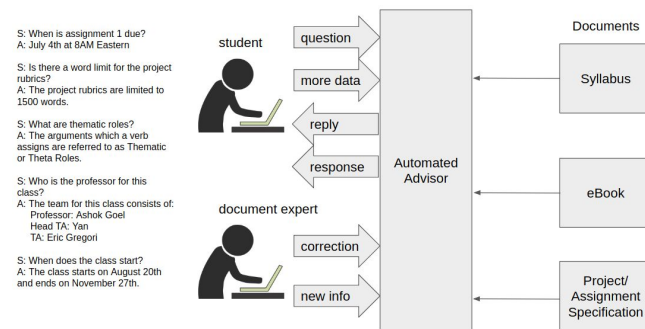 S: When is assignment 1 due?
A: July 4th at 8AM Eastern
S: Is there a word limit for the project
rubrics?
A: The project rubrics are limited to
1500 words.
S: What are thematic roles?
A: The arguments which a verb
assigns are referred to as Thematic
or Theta Roles.
S: Who is the professor for this
class?
A: The team for this class consists of:
Professor: Ashok Goel
Head TA: Yan
TA: Eric Gregori
S: When does the class start?
A: The class starts on August 20th
and ends on November 27th.
student
question
more data
reply
response
document expert
correction
new info
Automated
Advisor
Documents
Syllabus
eBook
Project/
Assignment
Specification